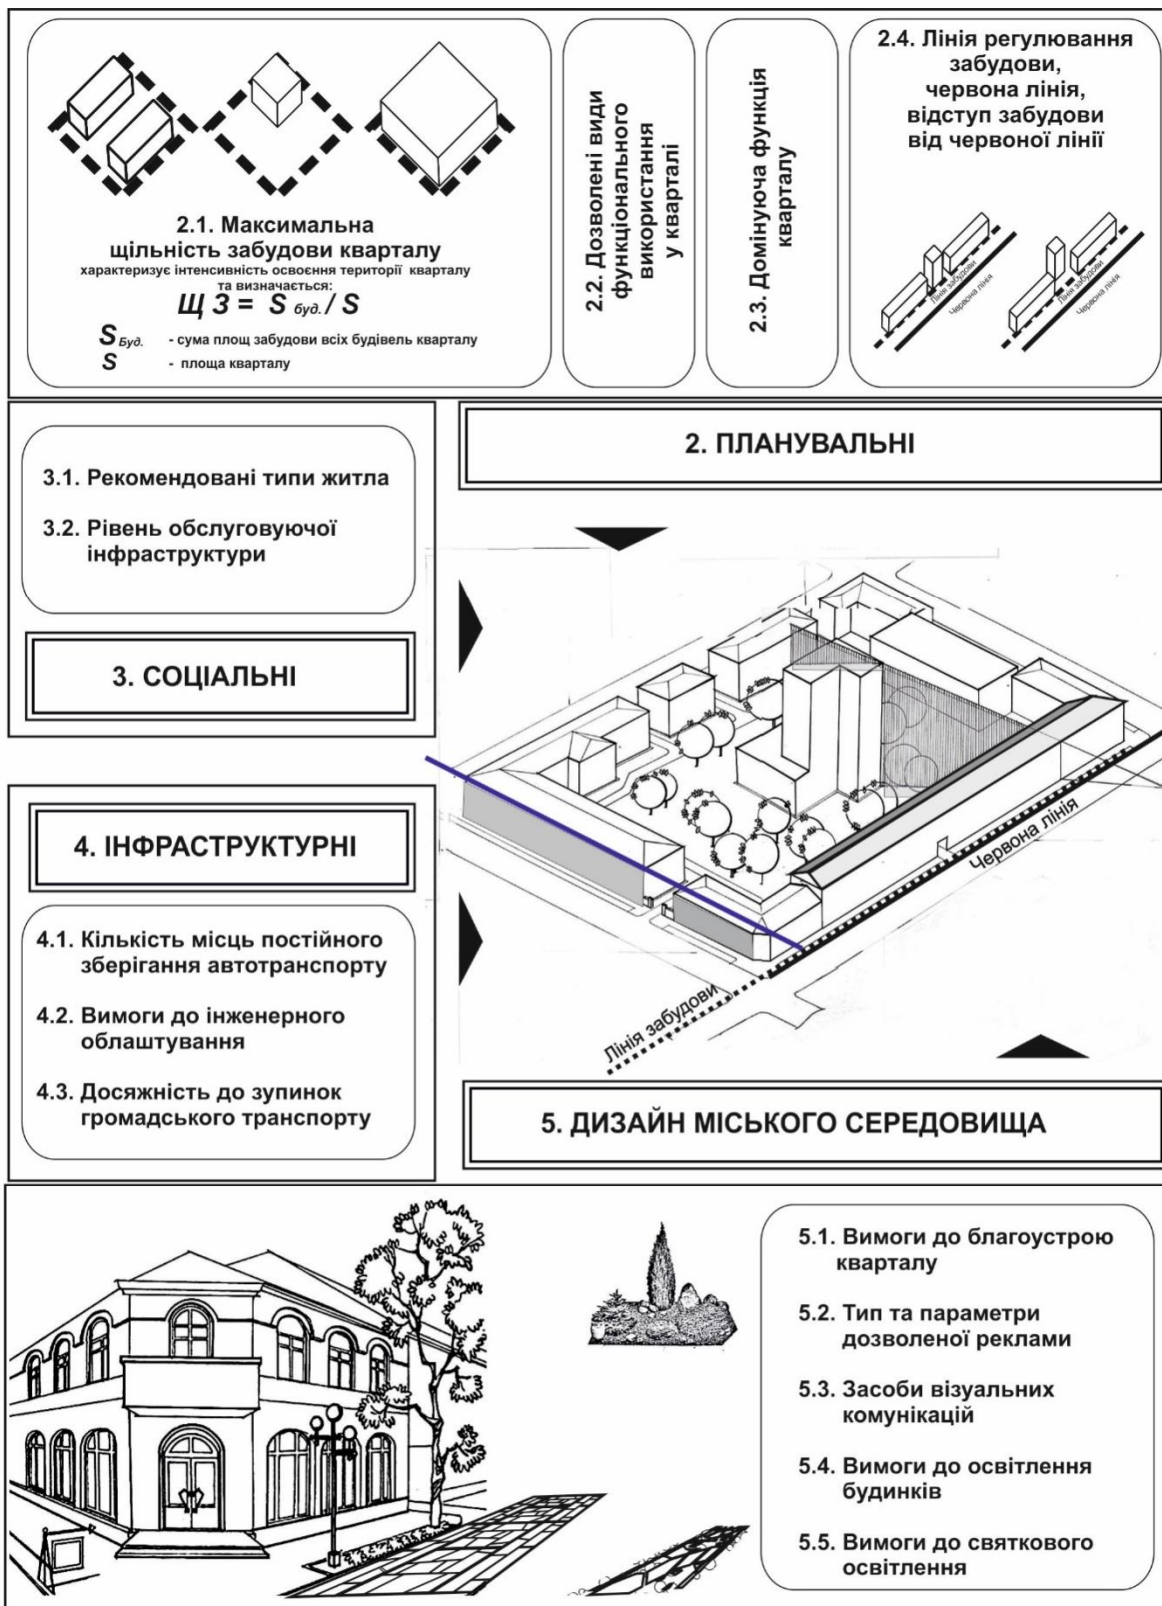 2.1. Максимальна
щільність забудови кварталу
характеризує інтенсивність освоєння території кварталу
та визначається:
Щ З = S буд. / S
S Буд. - сума площ забудови всіх будівель кварталу
S - площа кварталу
2.2. Дозволені види
функціонального
використання
у кварталі
2.3. Домінуюча функція
кварталу
2.4. Лінія регулювання
забудови,
червона лінія,
відступ забудови
від червоної лінії
Лінія забудови
Червона лінія
Лінія забудови
Червона лінія
2. ПЛАНУВАЛЬНІ
3.1. Рекомендовані типи житла
3.2. Рівень обслуговуючої
інфраструктури
3. СОЦІАЛЬНІ
4. ІНФРАСТРУКТУРНІ
4.1. Кількість місць постійного
зберігання автотранспорту
4.2. Вимоги до інженерного
облаштування
4.3. Досяжність до зупинок
громадського транспорту
Червона лінія
Лінія забудови
5. ДИЗАЙН МІСЬКОГО СЕРЕДОВИЩА
5.1. Вимоги до благоустрою
кварталу
5.2. Тип та параметри
дозволеної реклами
5.3. Засоби візуальних
комунікацій
5.4. Вимоги до освітлення
будинків
5.5. Вимоги до святкового
освітлення